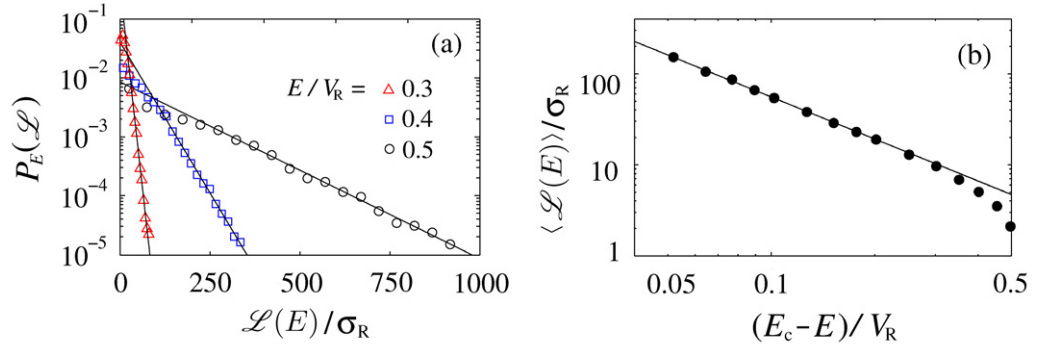 (a)
E/V_R =
△ 0.3
□ 0.4
○ 0.5
10^-1
10^-2
10^-3
10^-4
10^-5
P_E(ℒ)
0 250 500 750 1000
ℒ(E)/σ_R
(b)
100
10
1
⟨ℒ(E)⟩/σ_R
0.05 0.1 0.5
(E_c−E)/V_R